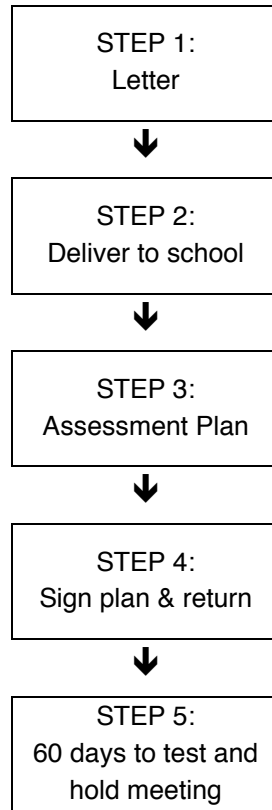 STEP 1:
Letter
STEP 2:
Deliver to school
STEP 3:
Assessment Plan
STEP 4:
Sign plan & return
STEP 5:
60 days to test and
hold meeting